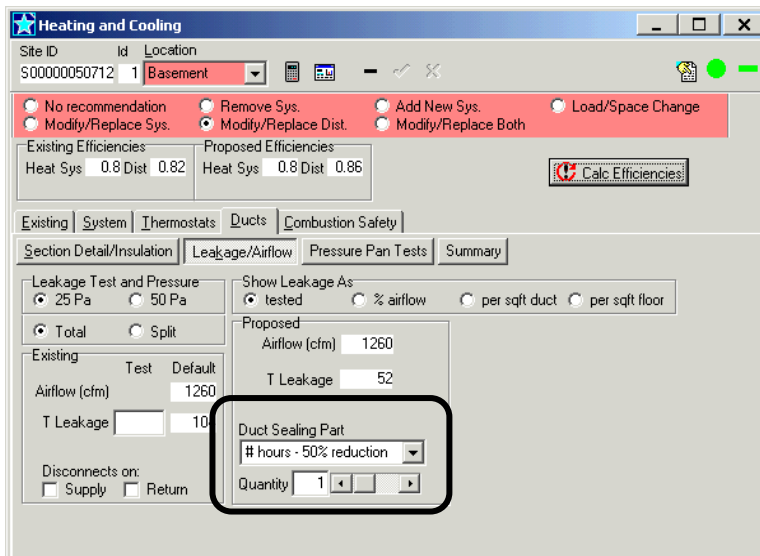 Heating and Cooling
Site ID Id Location
S00000050712 1 Basement
No recommendation Remove Sys. Add New Sys. Load/Space Change
Modify/Replace Sys. Modify/Replace Dist. Modify/Replace Both
Existing Efficiencies Proposed Efficiencies
Heat Sys 0.8 Dist 0.82 Heat Sys 0.8 Dist 0.86
Calc Efficiencies
Existing System Thermostats Ducts Combustion Safety
Section Detail/Insulation Leakage/Airflow Pressure Pan Tests Summary
Leakage Test and Pressure
25 Pa 50 Pa
Total Split
Show Leakage As
tested % airflow per sqft duct per sqft floor
Existing
Test Default
Airflow (cfm) 1260
T Leakage
Disconnects on:
Supply Return
Proposed
Airflow (cfm) 1260
T Leakage 52
Duct Sealing Part
# hours - 50% reduction
Quantity 1